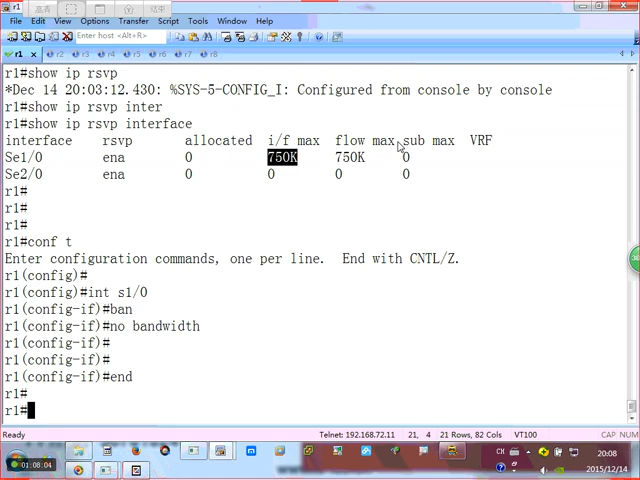 高清
结束
File Edit Options Transfer Script Tools Window Help
Enter host <Alt+R>
r1 × r2 r3 r4 r5 r6 r7 r8
r1#show ip rsvp
*Dec 14 20:03:12.430: %SYS-5-CONFIG_I: Configured from console by console
r1#show ip rsvp inter
r1#show ip rsvp interface
interface rsvp allocated i/f max flow max sub max VRF
Se1/0 ena 0 750K 750K 0
Se2/0 ena 0 0 0 0
r1#
r1#
r1#
r1#conf t
Enter configuration commands, one per line. End with CNTL/Z.
r1(config)#
r1(config)#int s1/0
r1(config-if)#ban
r1(config-if)#no bandwidth
r1(config-if)#
r1(config-if)#
r1(config-if)#end
r1#
r1#
Ready Telnet: 192.168.72.11 21, 4 21 Rows, 82 Cols VT100 CAP NUM
01:08:04
CH 20:08
2015/12/14